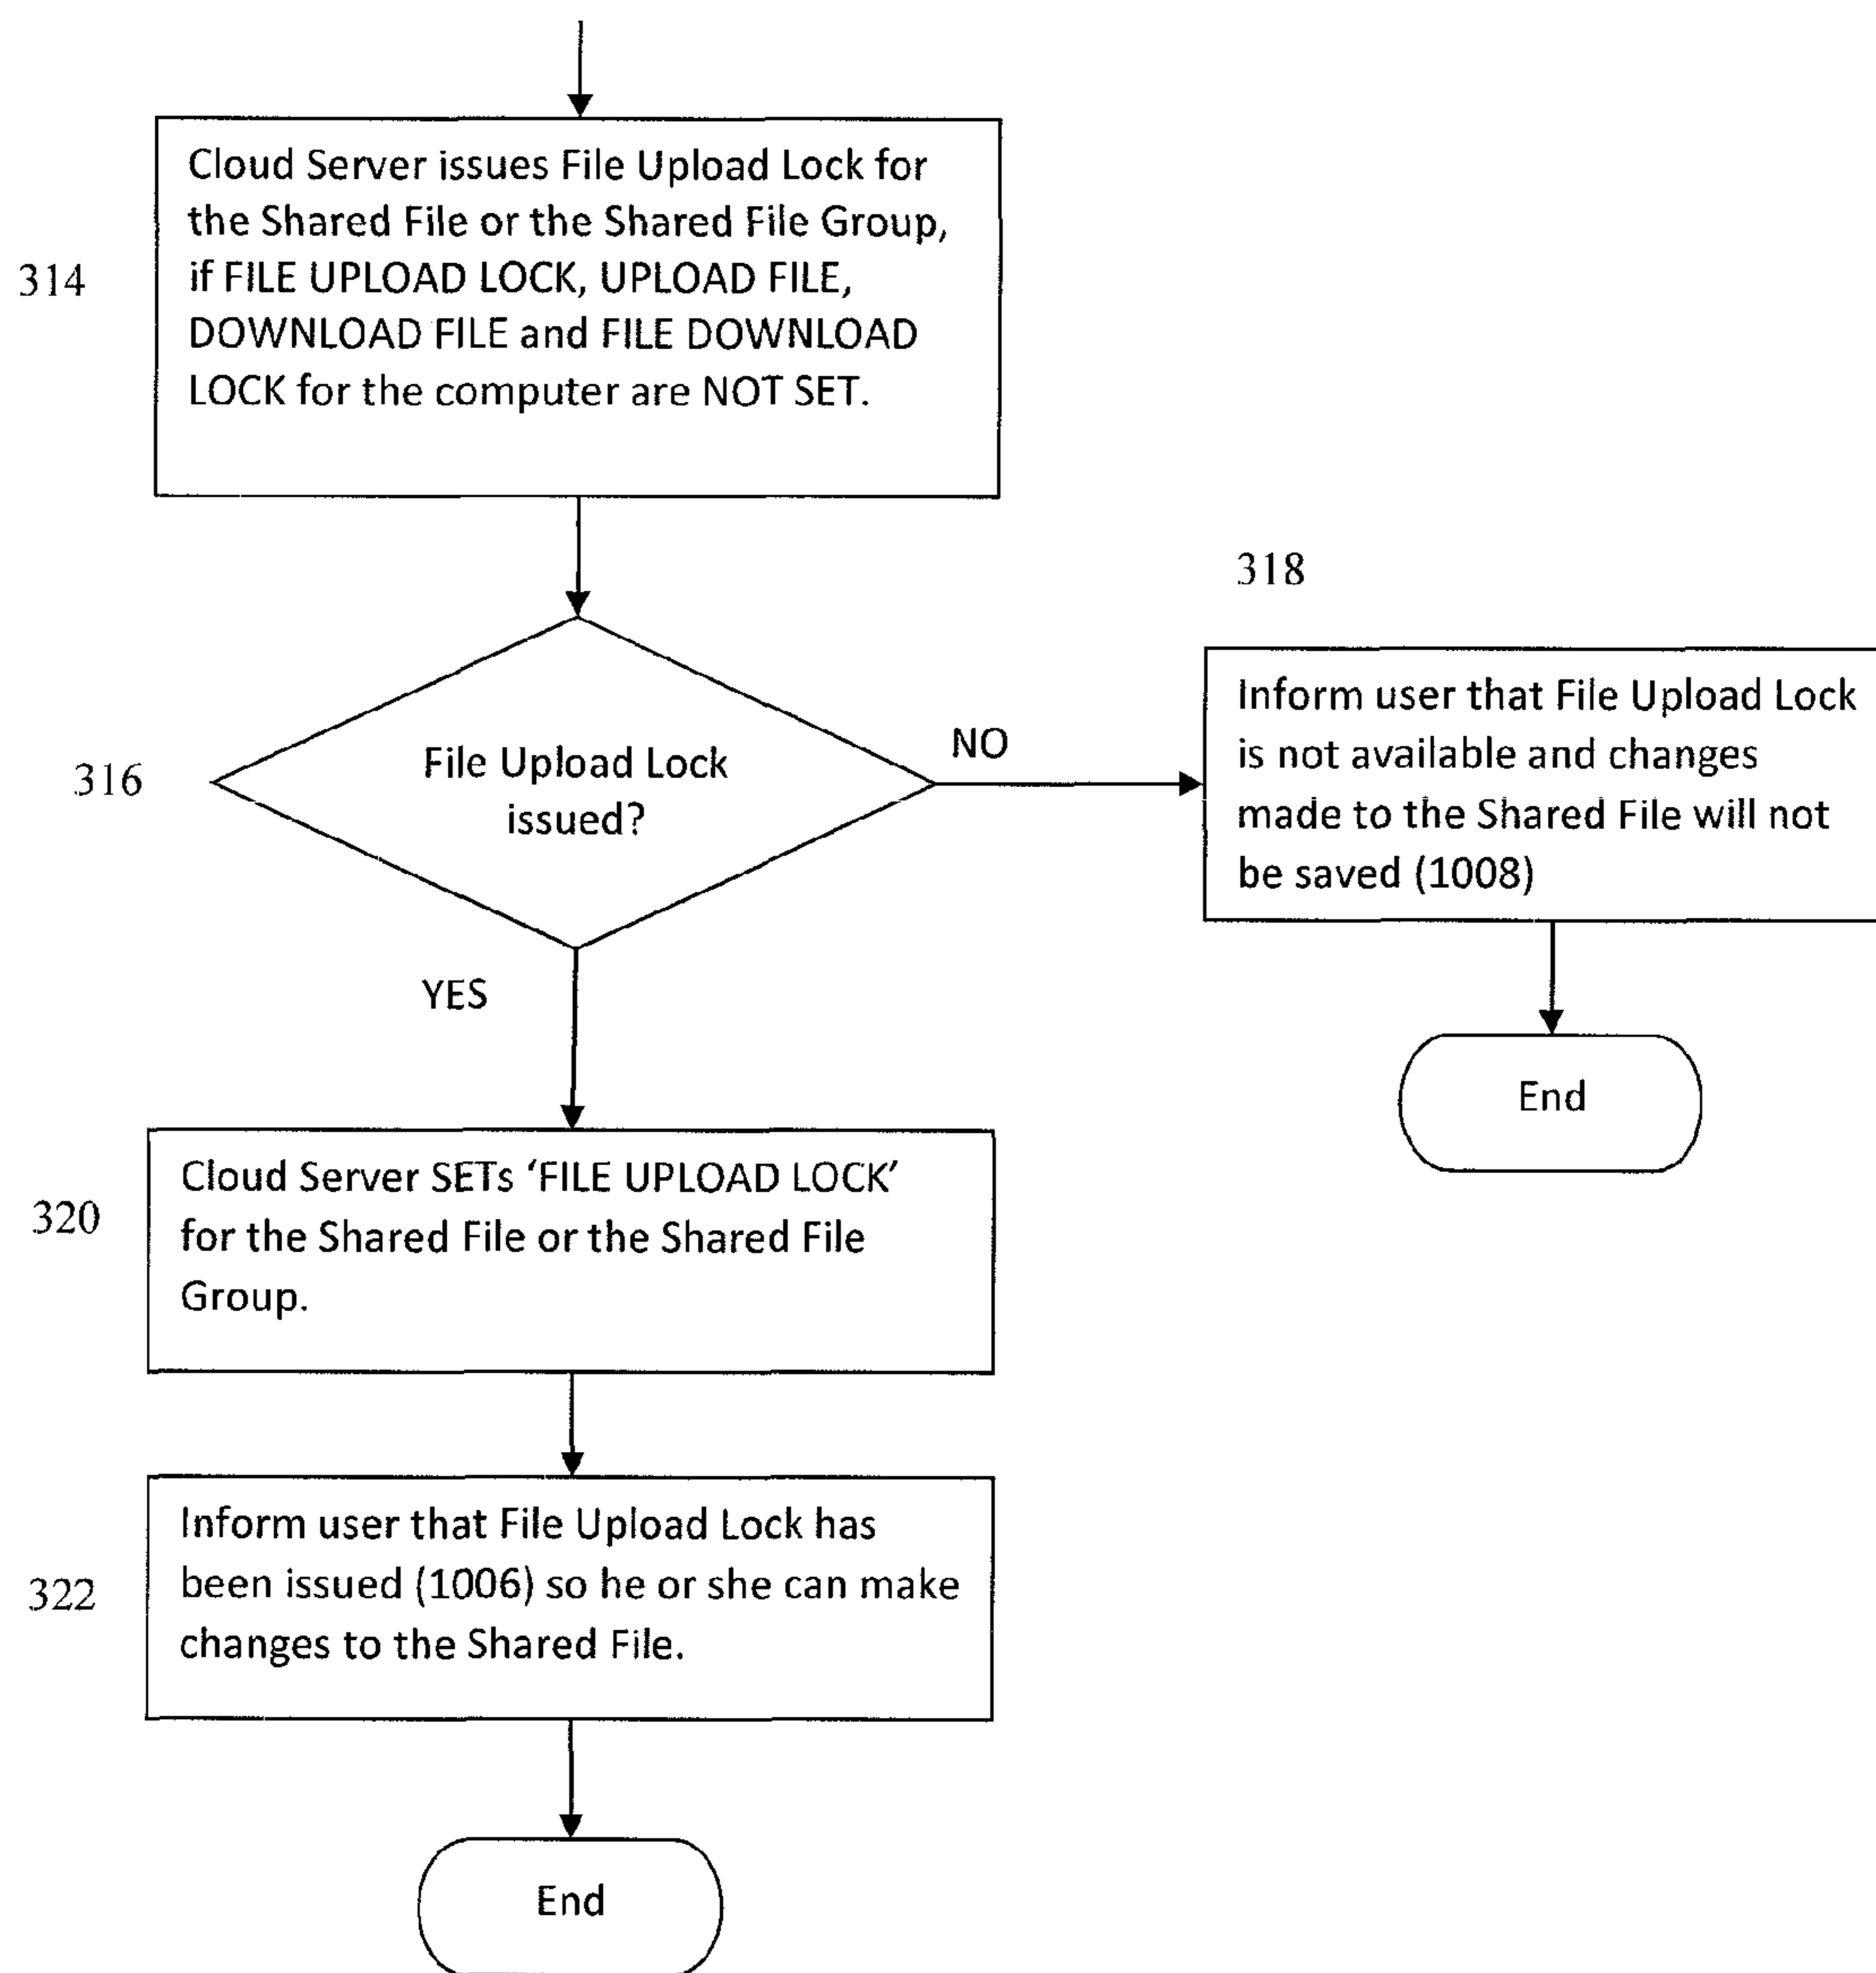 314
Cloud Server issues File Upload Lock for
the Shared File or the Shared File Group,
if FILE UPLOAD LOCK, UPLOAD FILE,
DOWNLOAD FILE and FILE DOWNLOAD
LOCK for the computer are NOT SET.
316
File Upload Lock
issued?
NO
318
Inform user that File Upload Lock
is not available and changes
made to the Shared File will not
be saved (1008)
End
YES
320
Cloud Server SETs ‘FILE UPLOAD LOCK’
for the Shared File or the Shared File
Group.
322
Inform user that File Upload Lock has
been issued (1006) so he or she can make
changes to the Shared File.
End